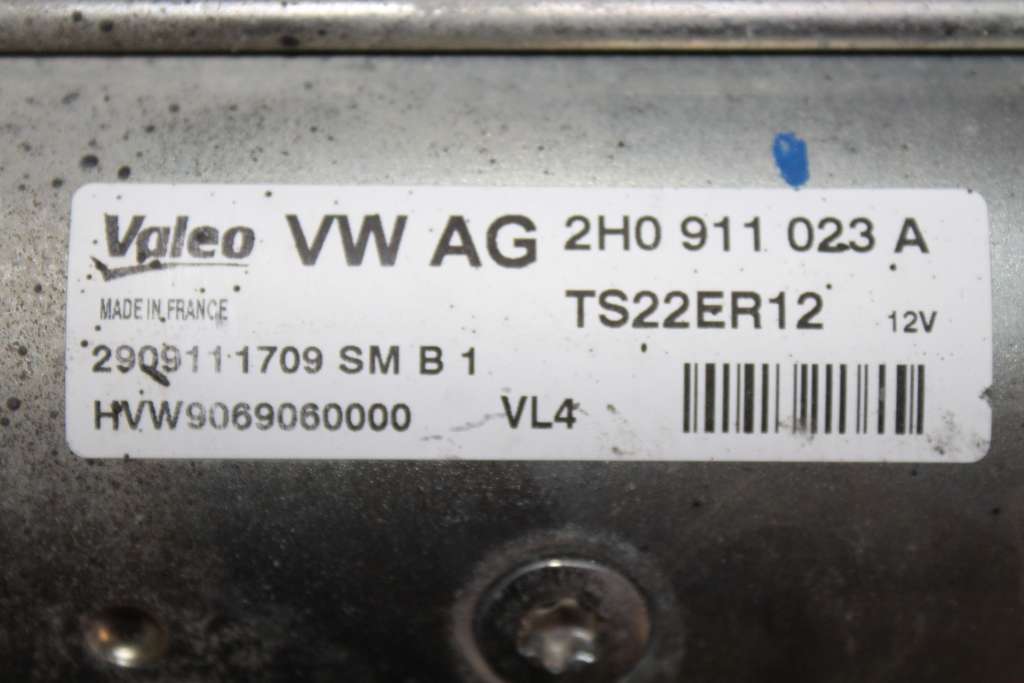 Valeo VW AG 2H0 911 023 A
MADE IN FRANCE TS22ER12 12V
2909111709 SM B 1
HVW9069060000 VL4